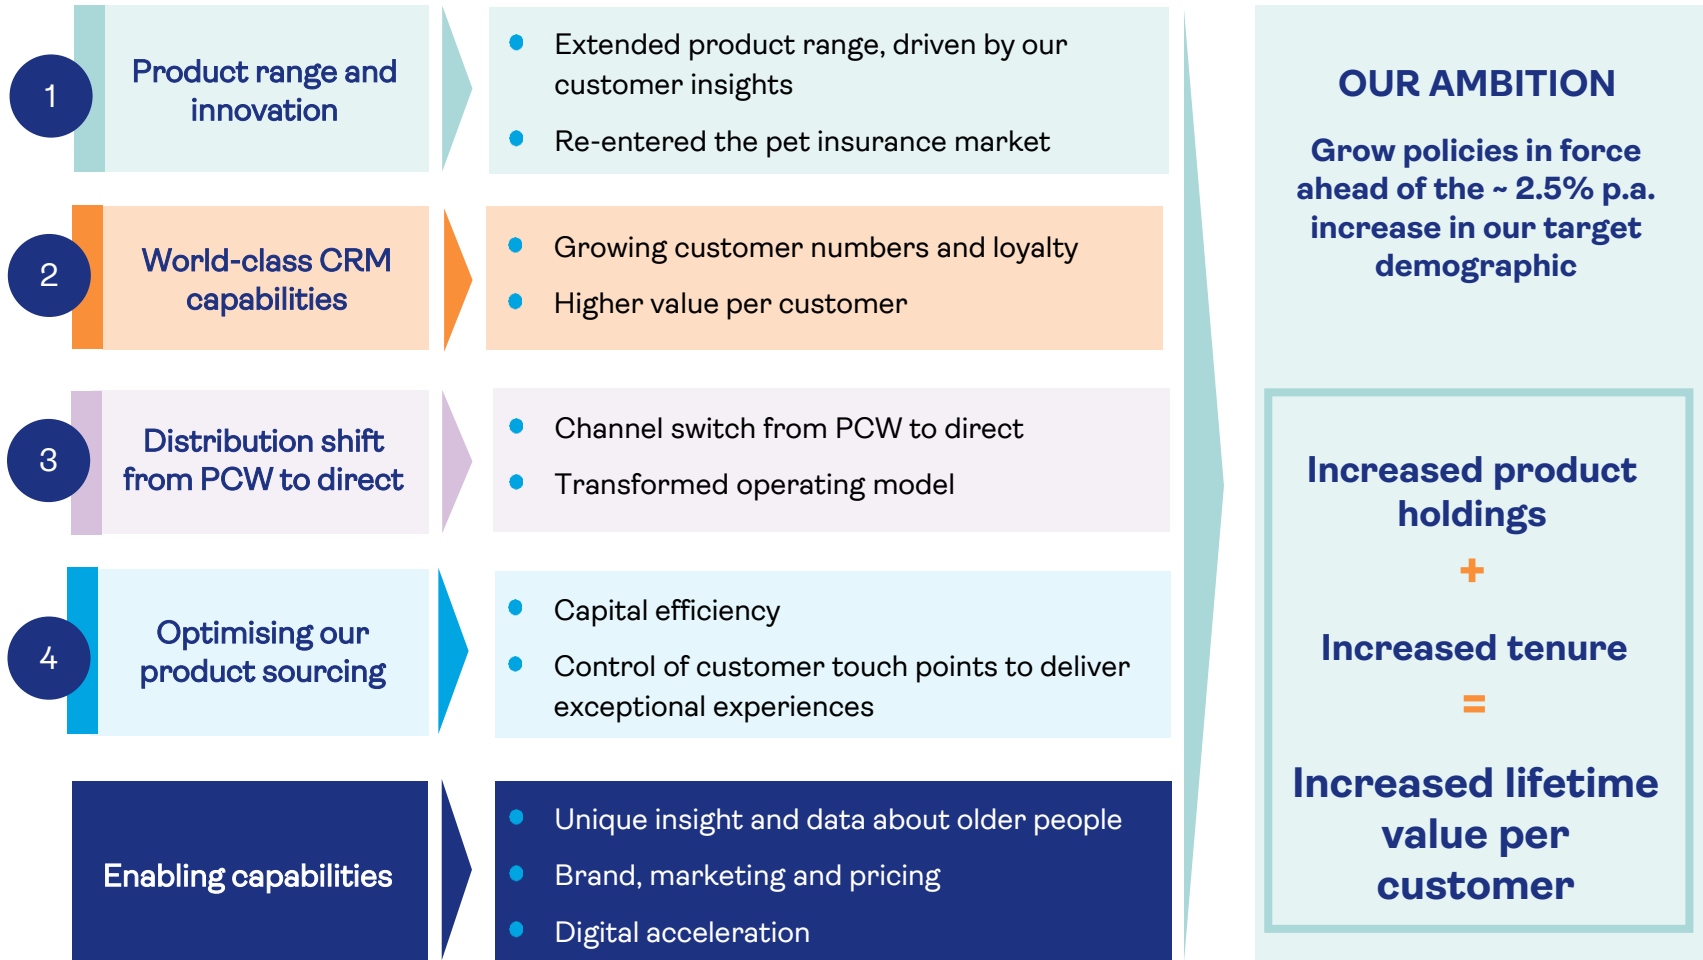 1
Product range and
innovation
Extended product range, driven by our
customer insights
Re-entered the pet insurance market
2
World-class CRM
capabilities
Growing customer numbers and loyalty
Higher value per customer
3
Distribution shift
from PCW to direct
Channel switch from PCW to direct
Transformed operating model
4
Optimising our
product sourcing
Capital efficiency
Control of customer touch points to deliver
exceptional experiences
Enabling capabilities
Unique insight and data about older people
Brand, marketing and pricing
Digital acceleration
OUR AMBITION
Grow policies in force
ahead of the ~ 2.5% p.a.
increase in our target
demographic
Increased product
holdings
+
Increased tenure
=
Increased lifetime
value per
customer